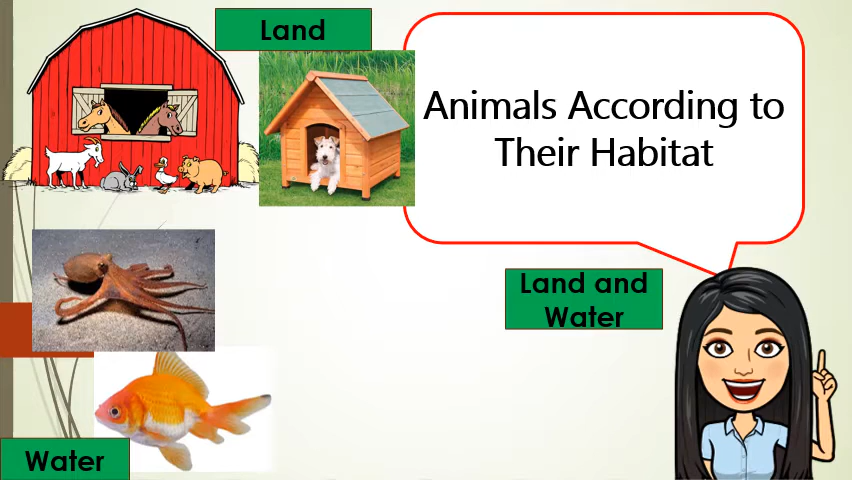 Land
Animals According to
Their Habitat
Land and
Water
Water